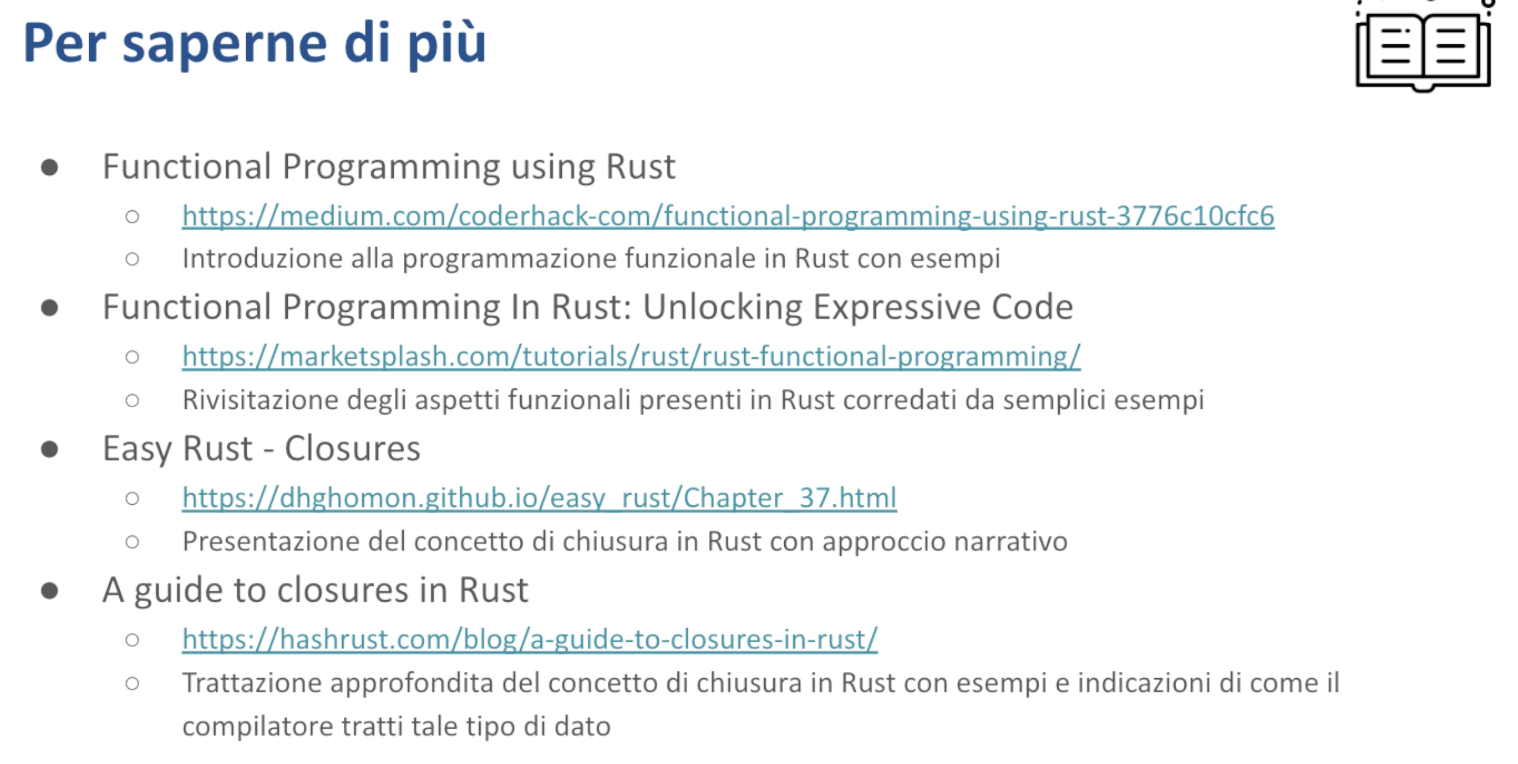 Per saperne di più
● Functional Programming using Rust
○ https://medium.com/coderhack-com/functional-programming-using-rust-3776c10cfc6
○ Introduzione alla programmazione funzionale in Rust con esempi
● Functional Programming In Rust: Unlocking Expressive Code
○ https://marketsplash.com/tutorials/rust/rust-functional-programming/
○ Rivisitazione degli aspetti funzionali presenti in Rust corredati da semplici esempi
● Easy Rust - Closures
○ https://dhghomon.github.io/easy_rust/Chapter_37.html
○ Presentazione del concetto di chiusura in Rust con approccio narrativo
● A guide to closures in Rust
○ https://hashrust.com/blog/a-guide-to-closures-in-rust/
○ Trattazione approfondita del concetto di chiusura in Rust con esempi e indicazioni di come il
compilatore tratti tale tipo di dato